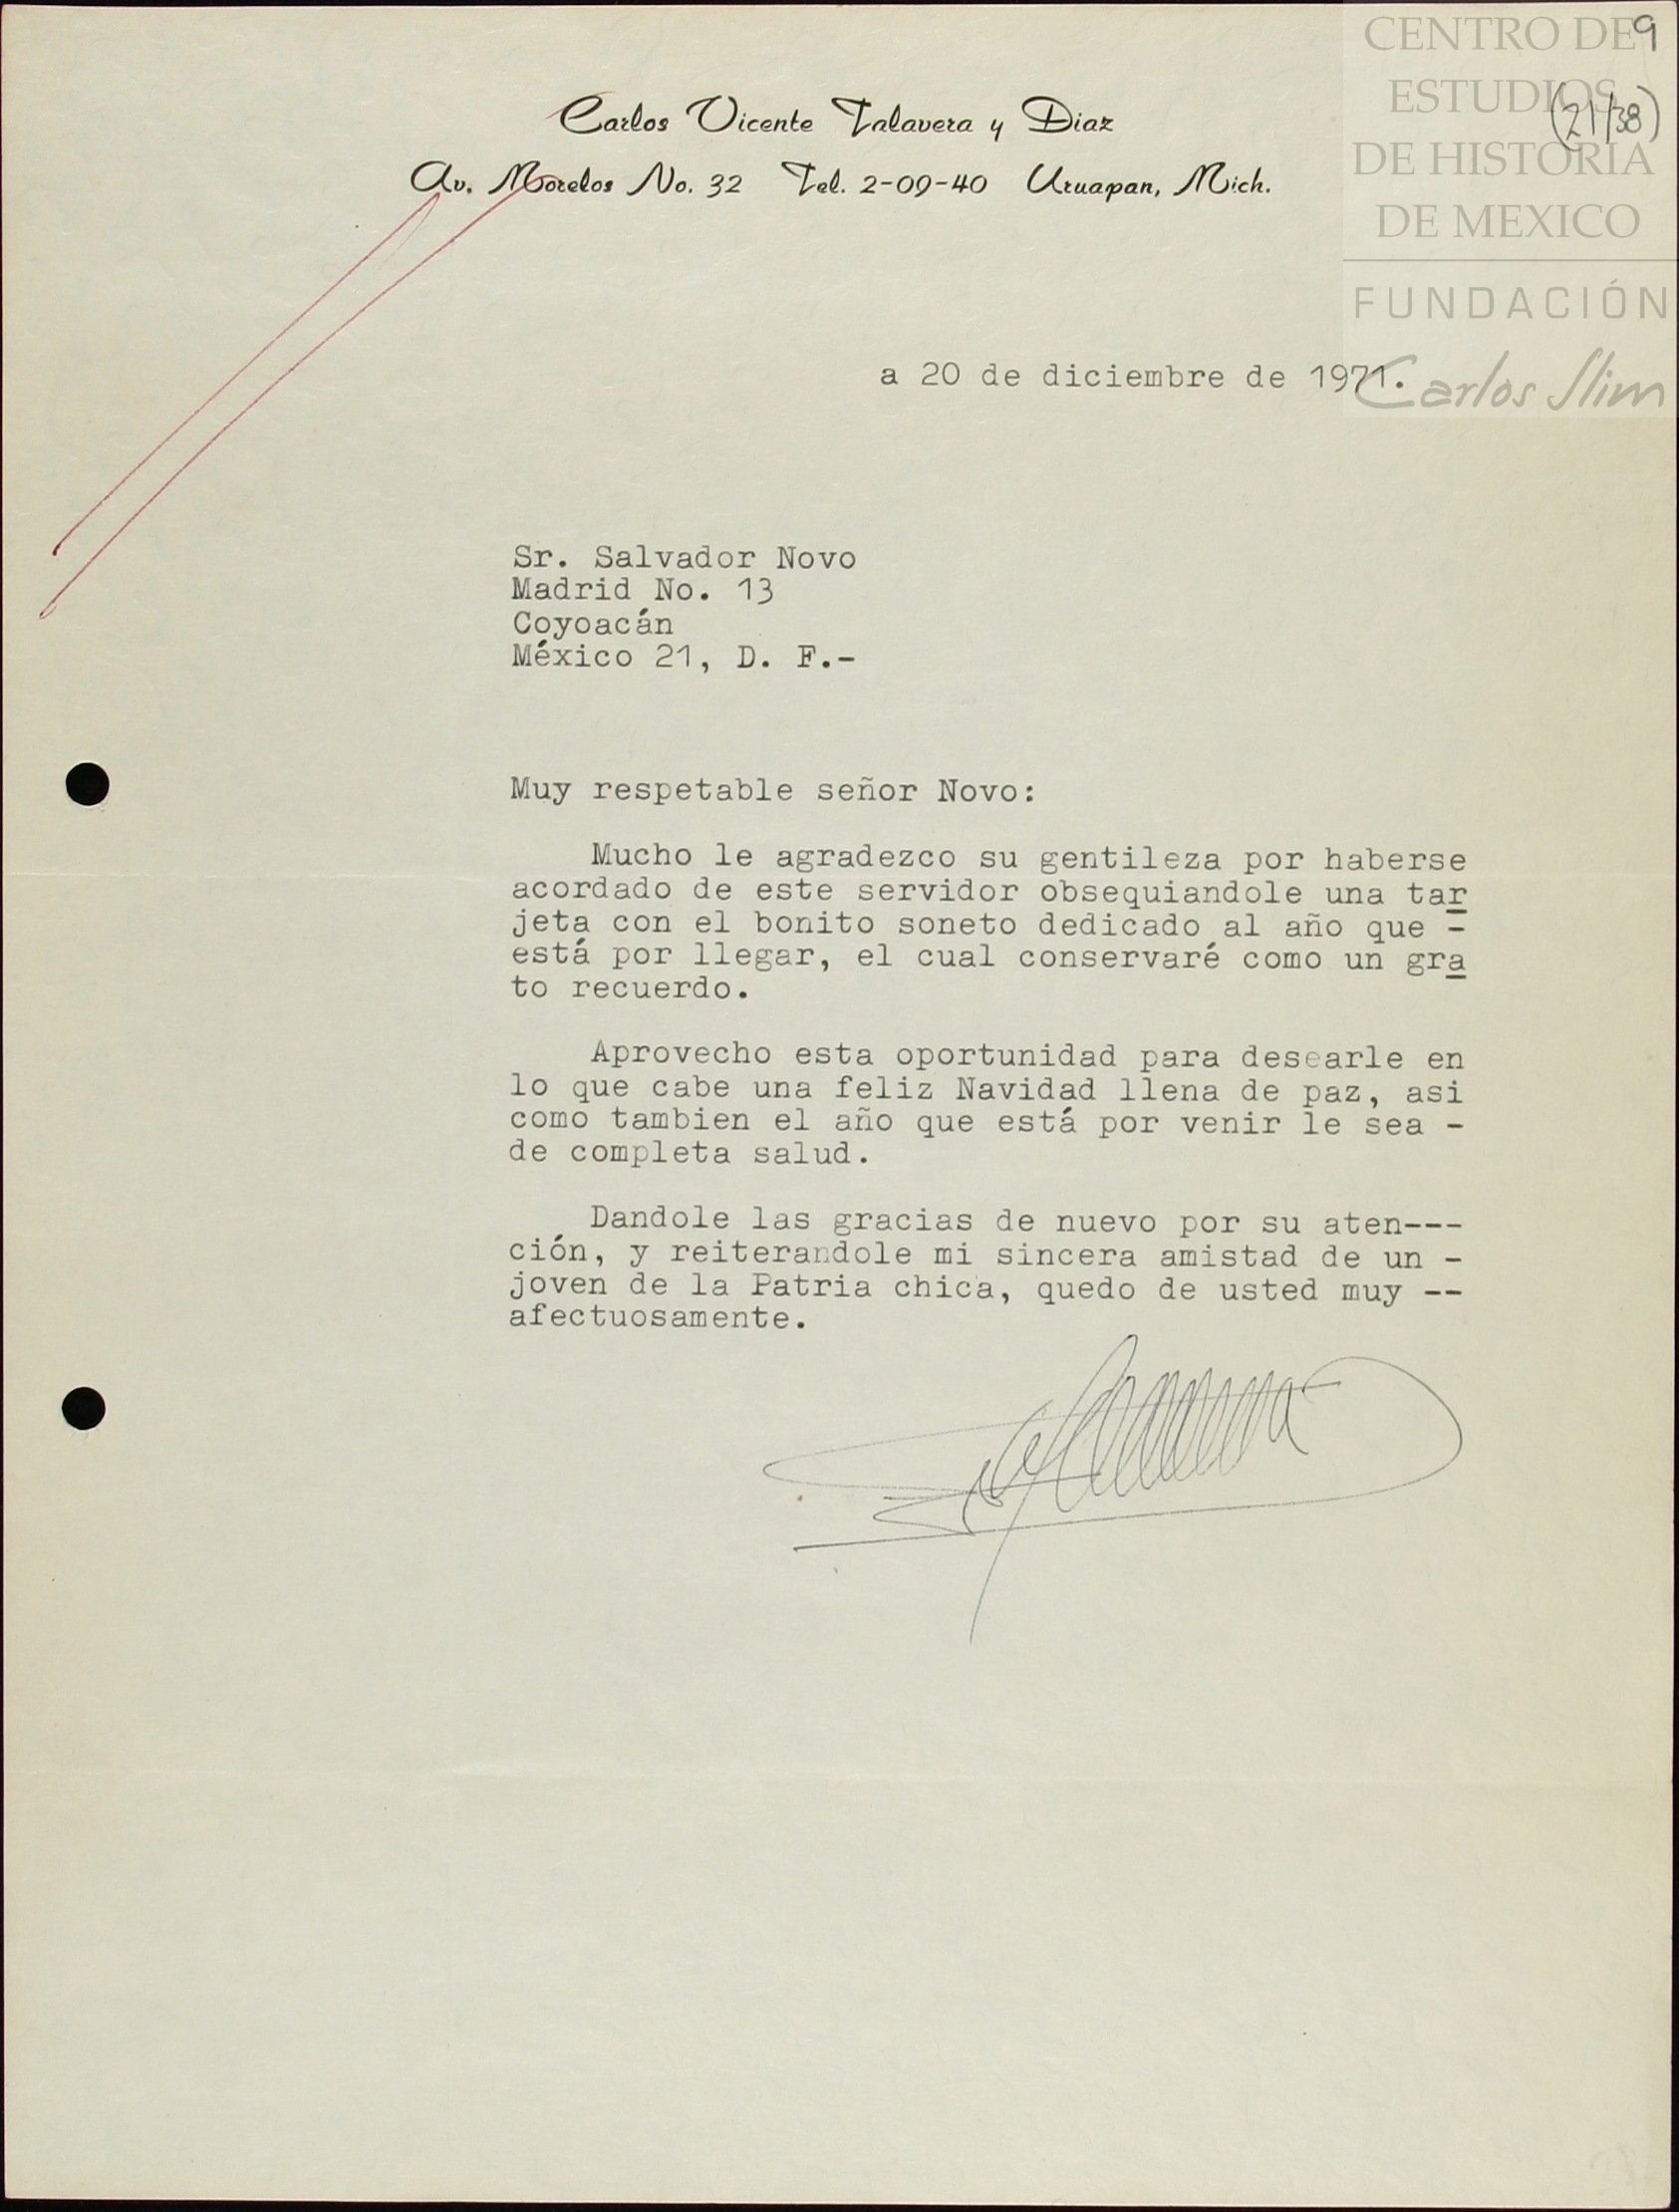 CENTRO DE
ESTUDIOS
DE HISTORIA
DE MEXICO
FUNDACIÓN
Carlos Slim
9
(21/38)
Carlos Vicente Talavera y Diaz
Av. Morelos No. 32 Tel. 2-09-40 Uruapan, Mich.
a 20 de diciembre de 1971.
Sr. Salvador Novo
Madrid No. 13
Coyoacán
México 21, D. F.-
Muy respetable señor Novo:
Mucho le agradezco su gentileza por haberse
acordado de este servidor obsequiandole una tar
jeta con el bonito soneto dedicado al año que -
está por llegar, el cual conservaré como un gra
to recuerdo.
Aprovecho esta oportunidad para desearle en
lo que cabe una feliz Navidad llena de paz, asi
como tambien el año que está por venir le sea -
de completa salud.
Dandole las gracias de nuevo por su aten---
ción, y reiterandole mi sincera amistad de un -
joven de la Patria chica, quedo de usted muy --
afectuosamente.